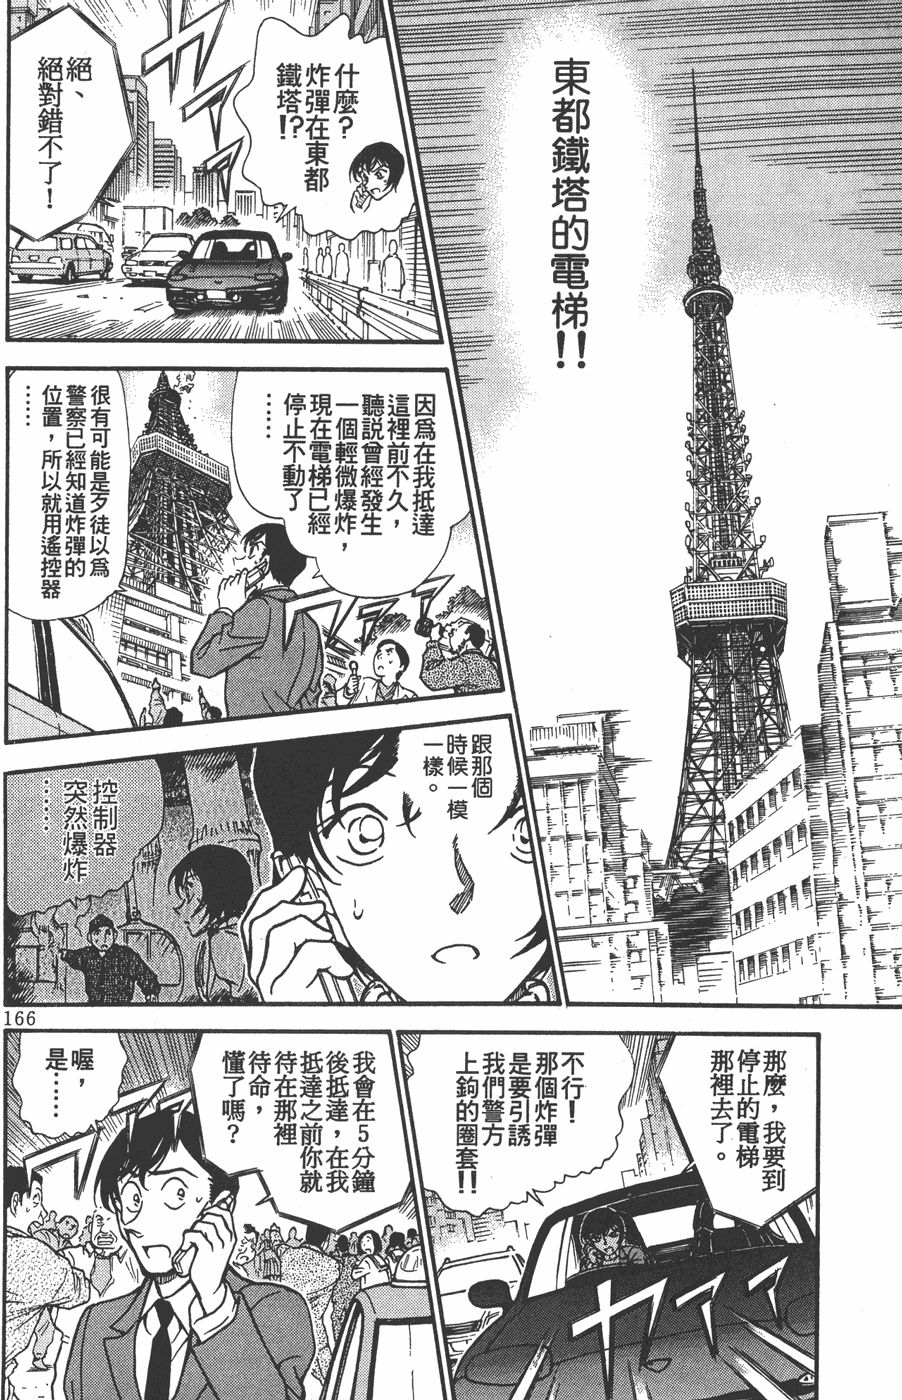 東都鐵塔的電梯!!
什麼?
炸彈在東都
鐵塔!?
絕、
絕對錯不了!
因為在我抵達
這裡前不久,
聽說曾經發生
一個輕微爆炸,
現在電梯已經
停止不動了
……
很有可能是歹徒以為
警察已經知道炸彈的
位置,所以就用遙控器
……
跟那個
時候一模
一樣。
控制器
突然爆炸
……
166
那麼,我要到
停止的電梯
那裡去了。
不行!
那個炸彈
是要引誘
我們警方
上鉤的圈套!!
我會在5分鐘
後抵達,在我
抵達之前你就
待在那裡
待命,
懂了嗎?
喔,
是……